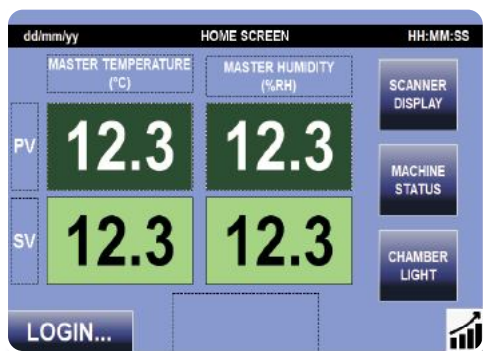 dd/mm/yy HOME SCREEN HH:MM:SS
MASTER TEMPERATURE
(°C)
MASTER HUMIDITY
(%RH)
SCANNER
DISPLAY
PV 12.3 12.3
MACHINE
STATUS
SV 12.3 12.3
CHAMBER
LIGHT
LOGIN...